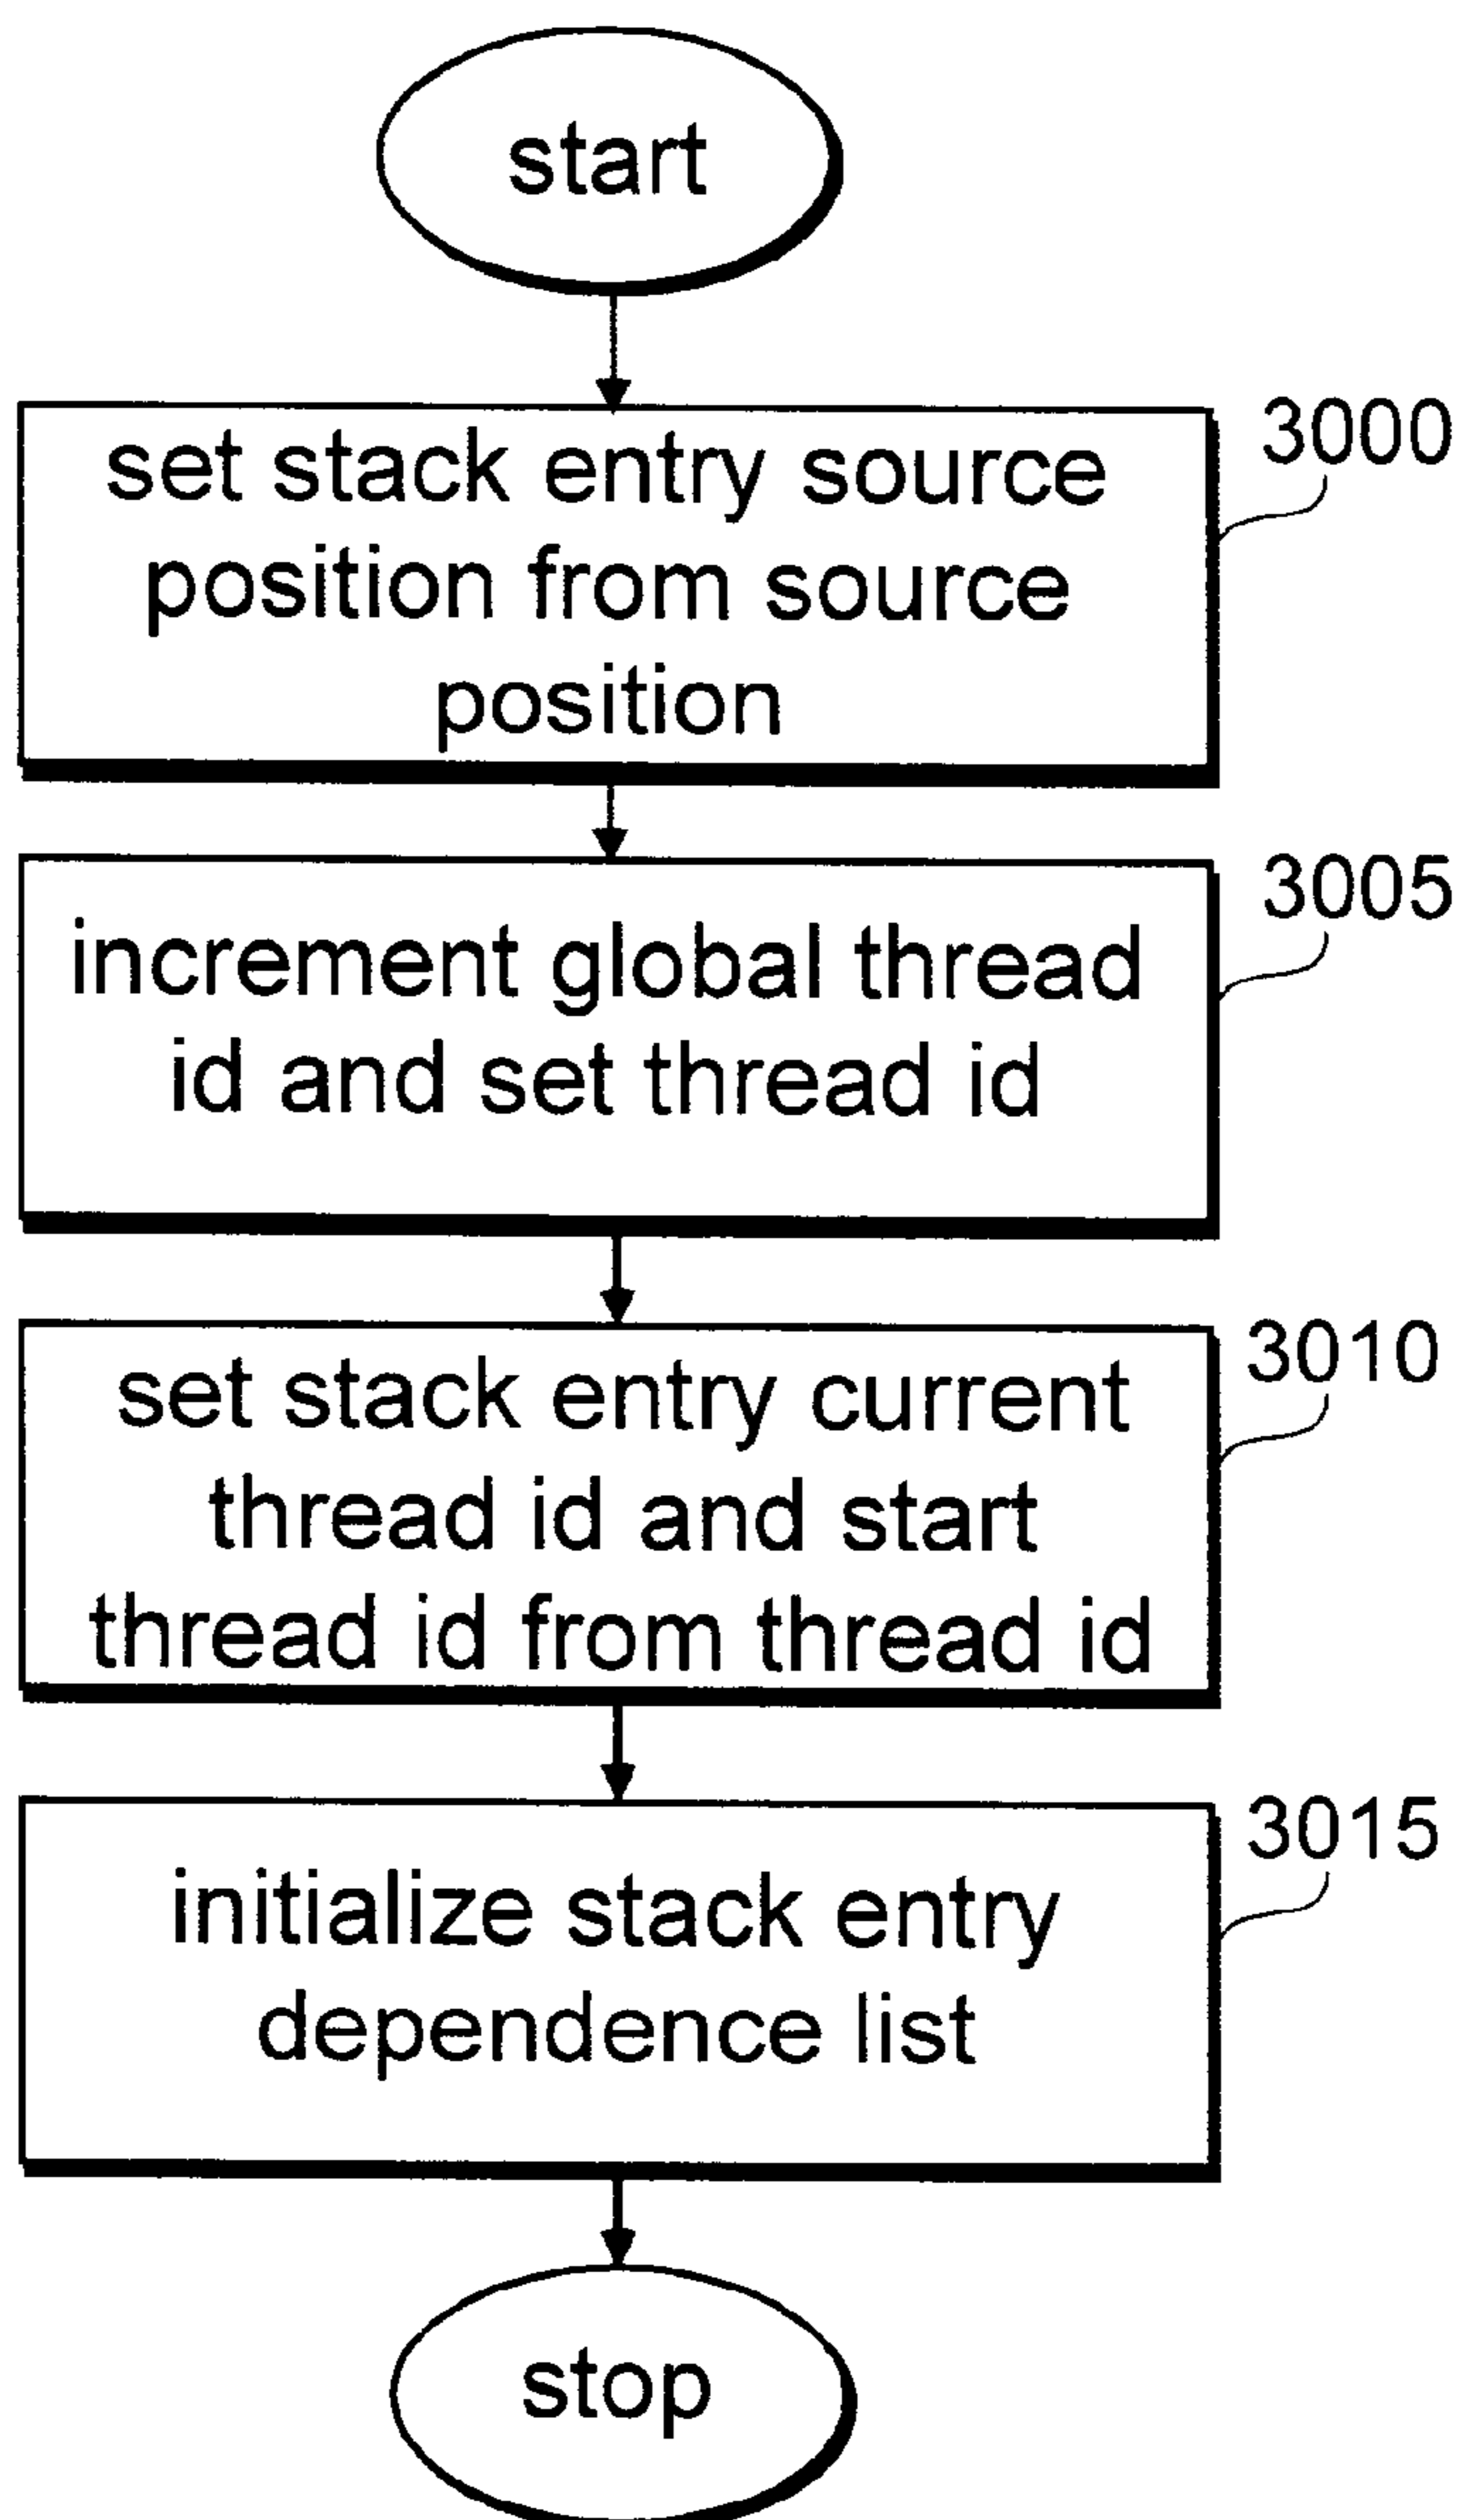 start
3000
set stack entry source
position from source
position
3005
increment global thread
id and set thread id
3010
set stack entry current
thread id and start
thread id from thread id
3015
initialize stack entry
dependence list
stop